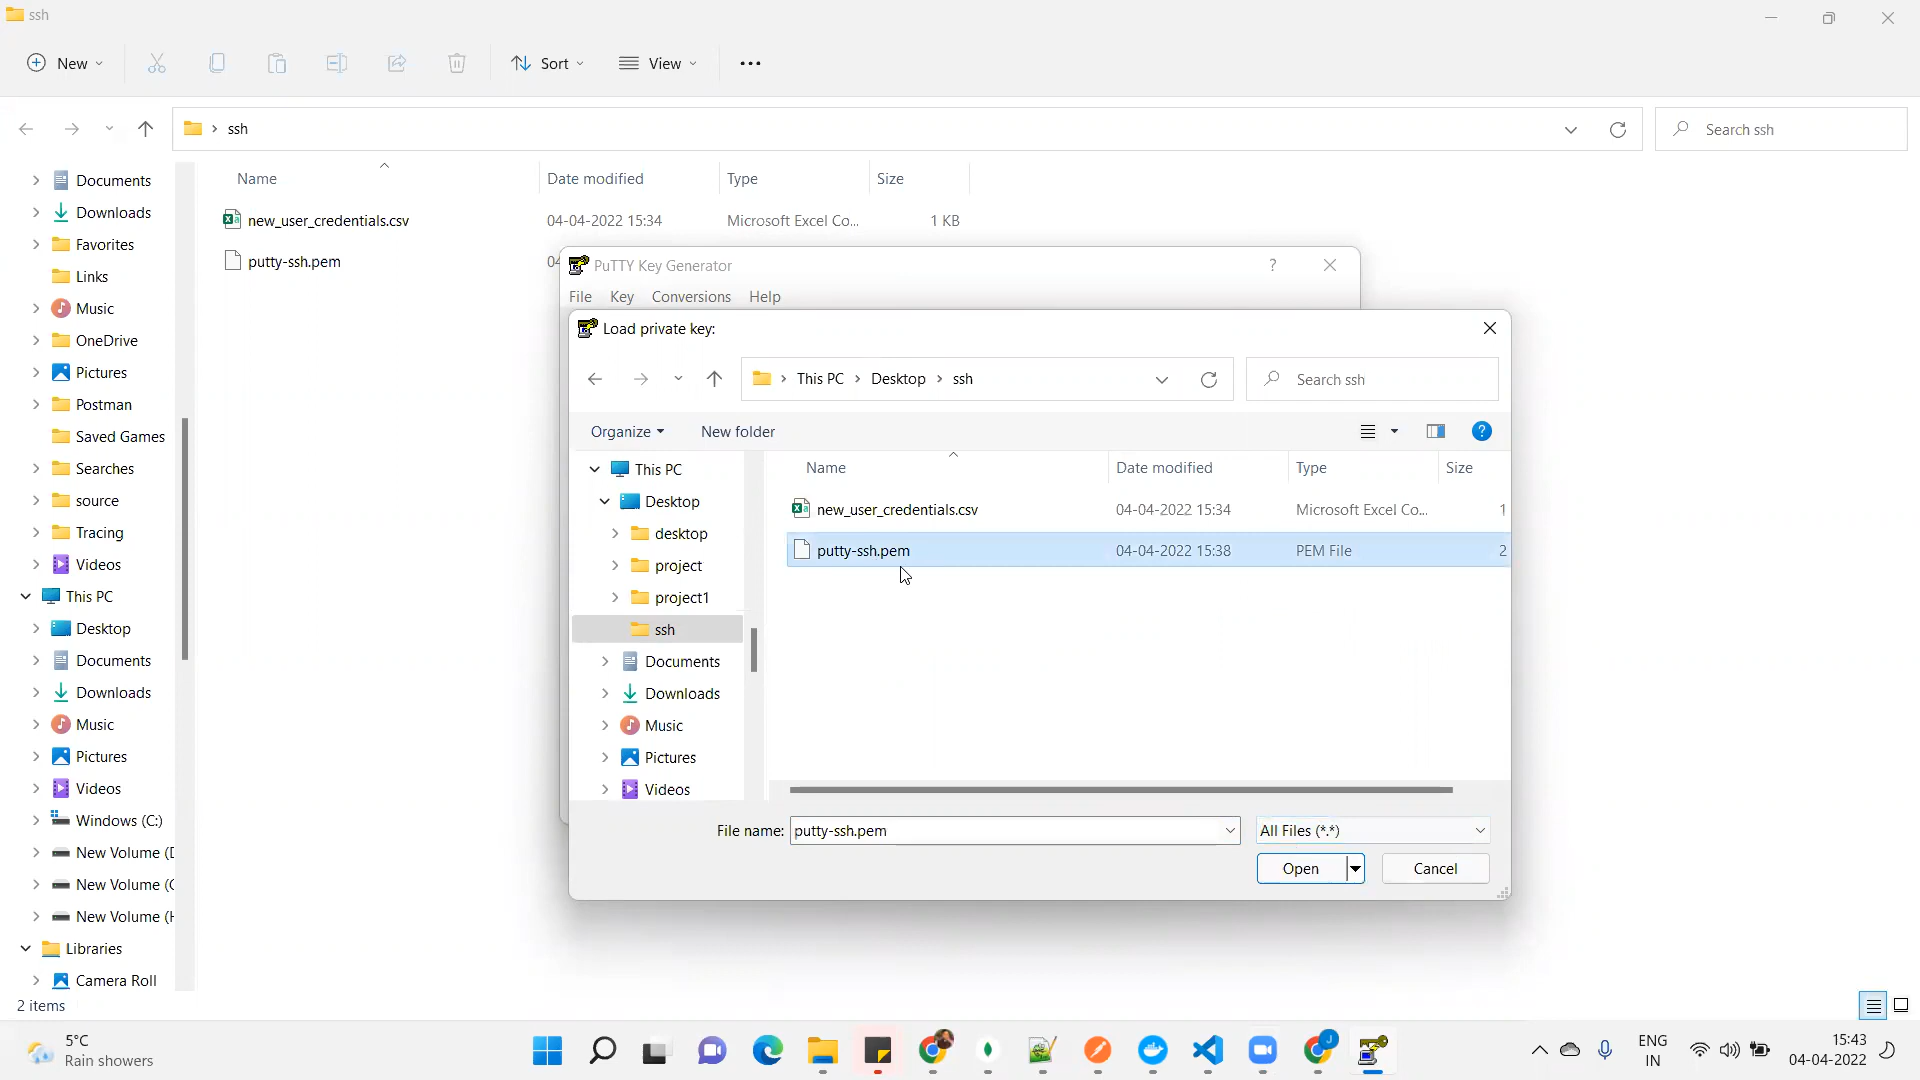 ssh
New
Sort
View
ssh
Search ssh
Name
Date modified
Type
Size
new_user_credentials.csv
04-04-2022 15:34
Microsoft Excel Co...
1 KB
putty-ssh.pem
04
Documents
Downloads
Favorites
Links
Music
OneDrive
Pictures
Postman
Saved Games
Searches
source
Tracing
Videos
This PC
Desktop
Documents
Downloads
Music
Pictures
Videos
Windows (C:)
New Volume (
New Volume (
New Volume (
Libraries
Camera Roll
2 items
PuTTY Key Generator
?
File Key Conversions Help
Load private key:
This PC > Desktop > ssh
Search ssh
Organize
New folder
?
This PC
Desktop
desktop
project
project1
ssh
Documents
Downloads
Music
Pictures
Videos
Name
Date modified
Type
Size
new_user_credentials.csv
04-04-2022 15:34
Microsoft Excel Co...
1
putty-ssh.pem
04-04-2022 15:38
PEM File
2
File name: putty-ssh.pem
All Files (*.*)
Open
Cancel
5°C
Rain showers
J
ENG
IN
15:43
04-04-2022